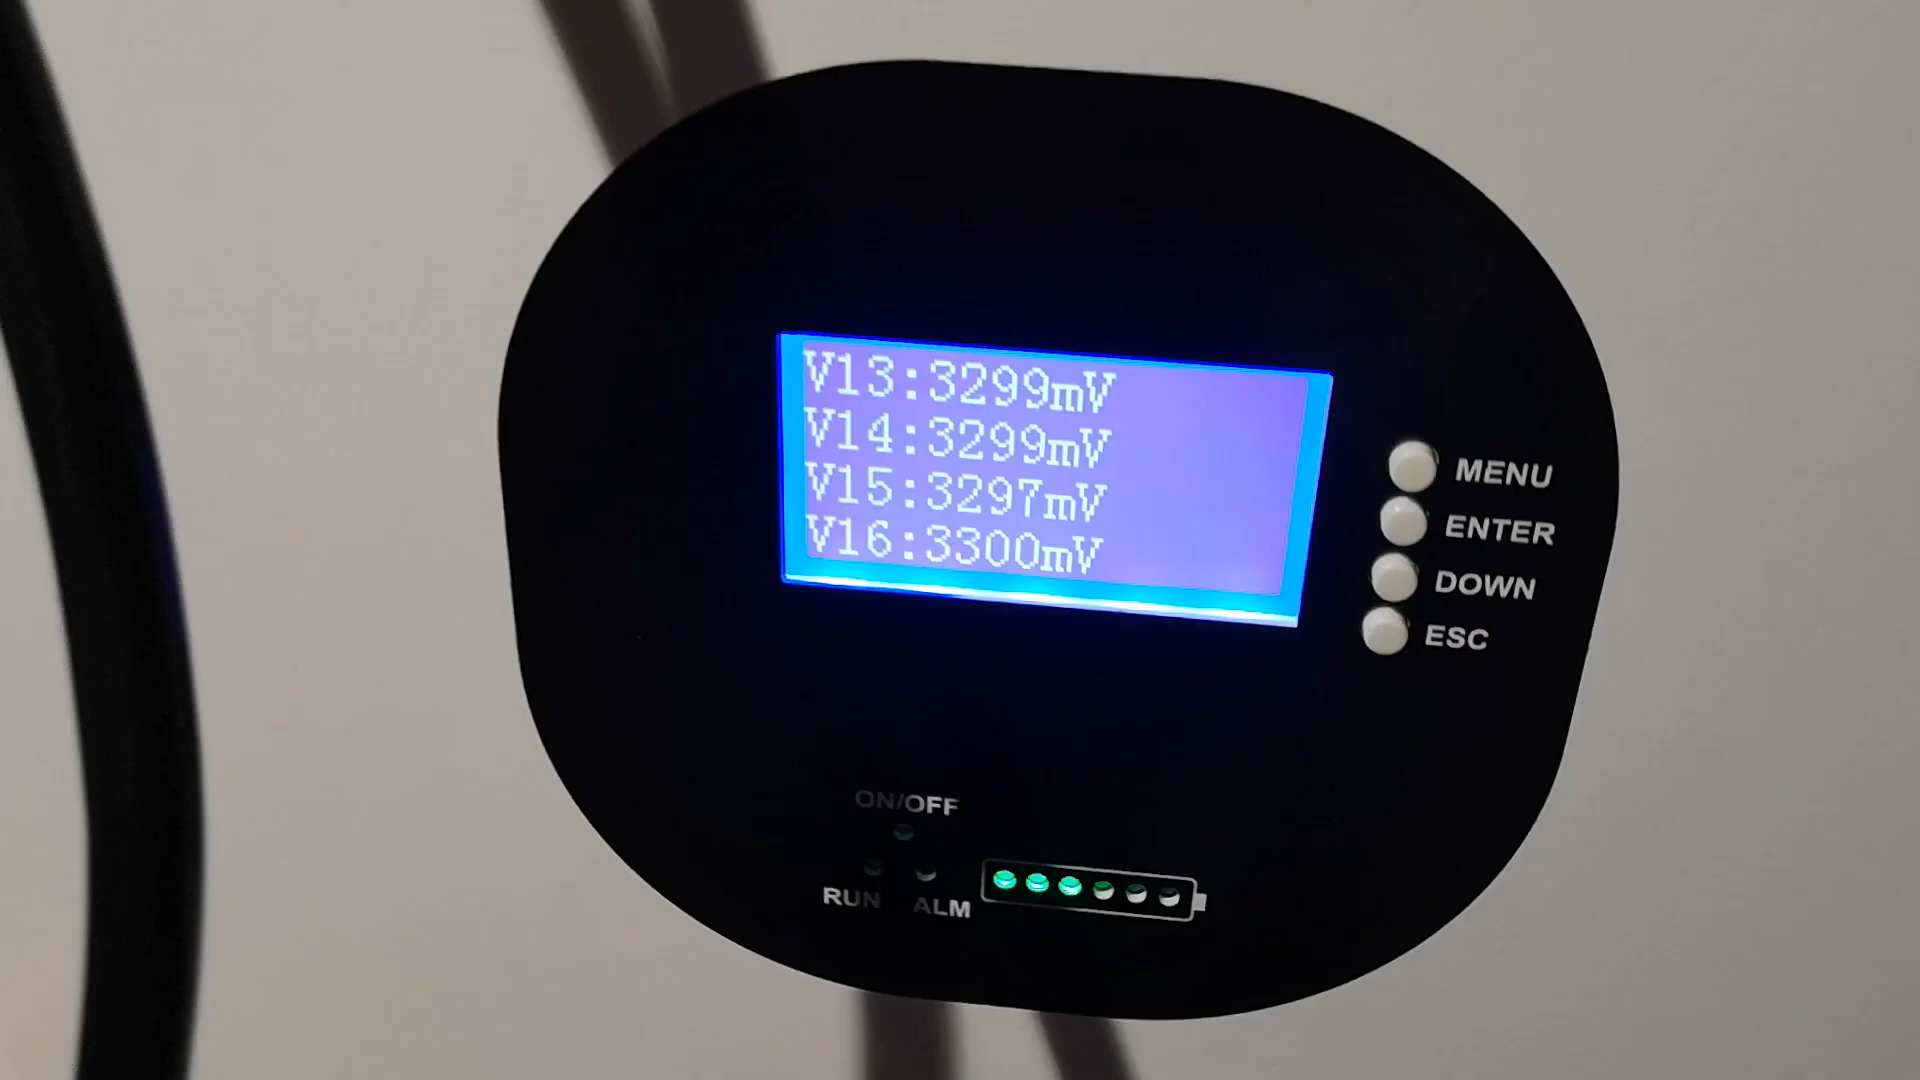 V13:3299mV
V14:3299mV
V15:3297mV
V16:3300mV
MENU
ENTER
DOWN
ESC
ON/OFF
RUN ALM